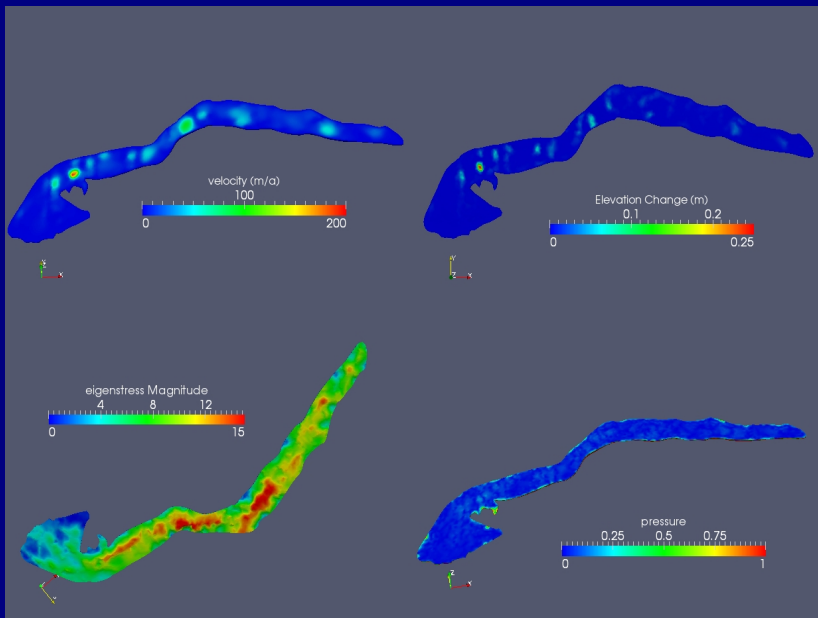 velocity (m/a)
100
0 200
Elevation Change (m)
0.1 0.2
0 0.25
eigenstress Magnitude
4 8 12
0 15
pressure
0.25 0.5 0.75
0 1